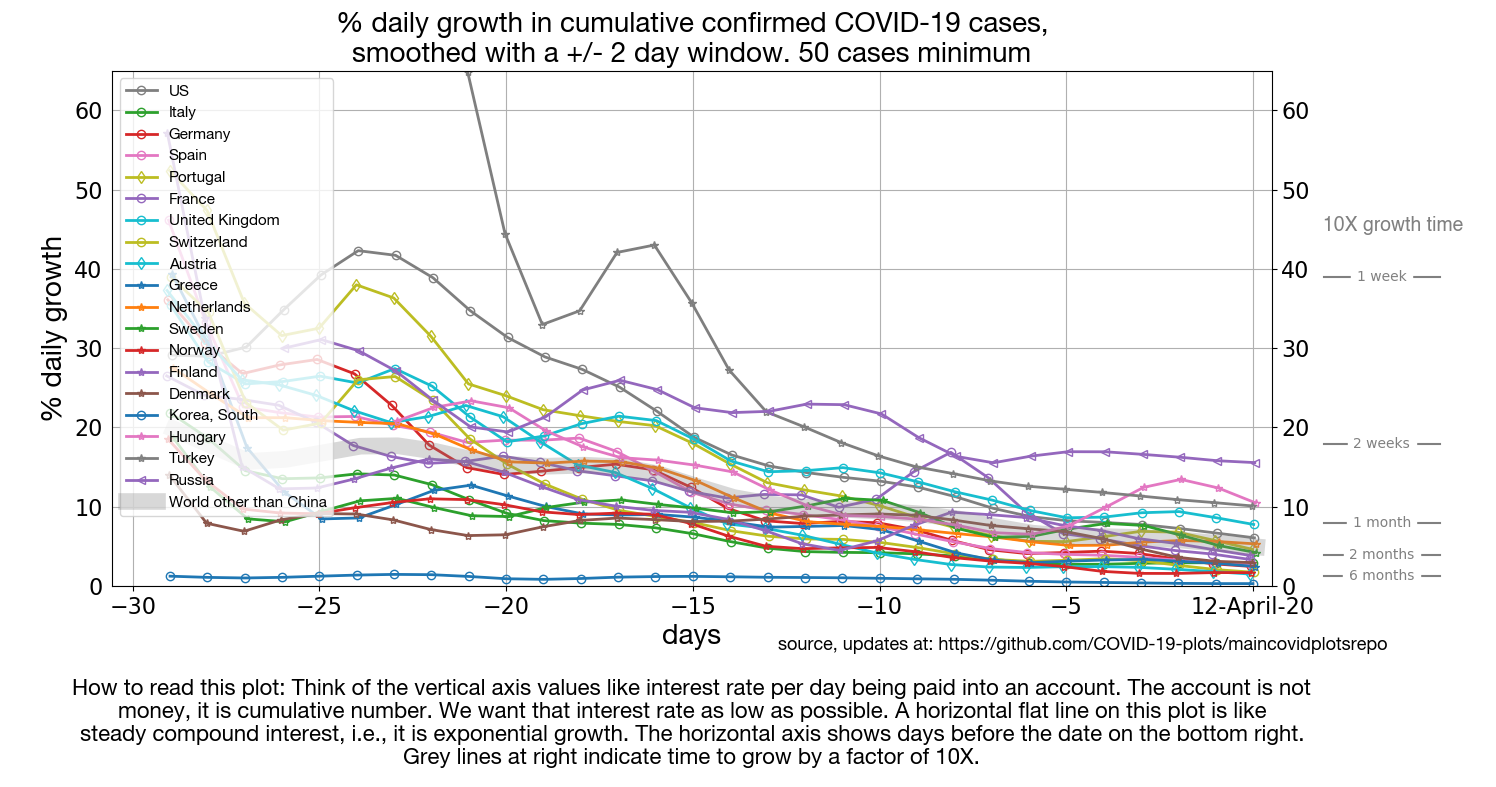 % daily growth in cumulative confirmed COVID-19 cases,
smoothed with a +/- 2 day window. 50 cases minimum
% daily growth
60
50
40
30
20
10
0
US
Italy
Germany
Spain
Portugal
France
United Kingdom
Switzerland
Austria
Greece
Netherlands
Sweden
Norway
Finland
Denmark
Korea, South
Hungary
Turkey
Russia
World other than China
60
50
40
30
20
10
0
10X growth time
1 week
2 weeks
1 month
2 months
6 months
−30
−25
−20
−15
−10
−5
12-April-20
days
source, updates at: https://github.com/COVID-19-plots/maincovidplotsrepo
How to read this plot: Think of the vertical axis values like interest rate per day being paid into an account. The account is not
money, it is cumulative number. We want that interest rate as low as possible. A horizontal flat line on this plot is like
steady compound interest, i.e., it is exponential growth. The horizontal axis shows days before the date on the bottom right.
Grey lines at right indicate time to grow by a factor of 10X.